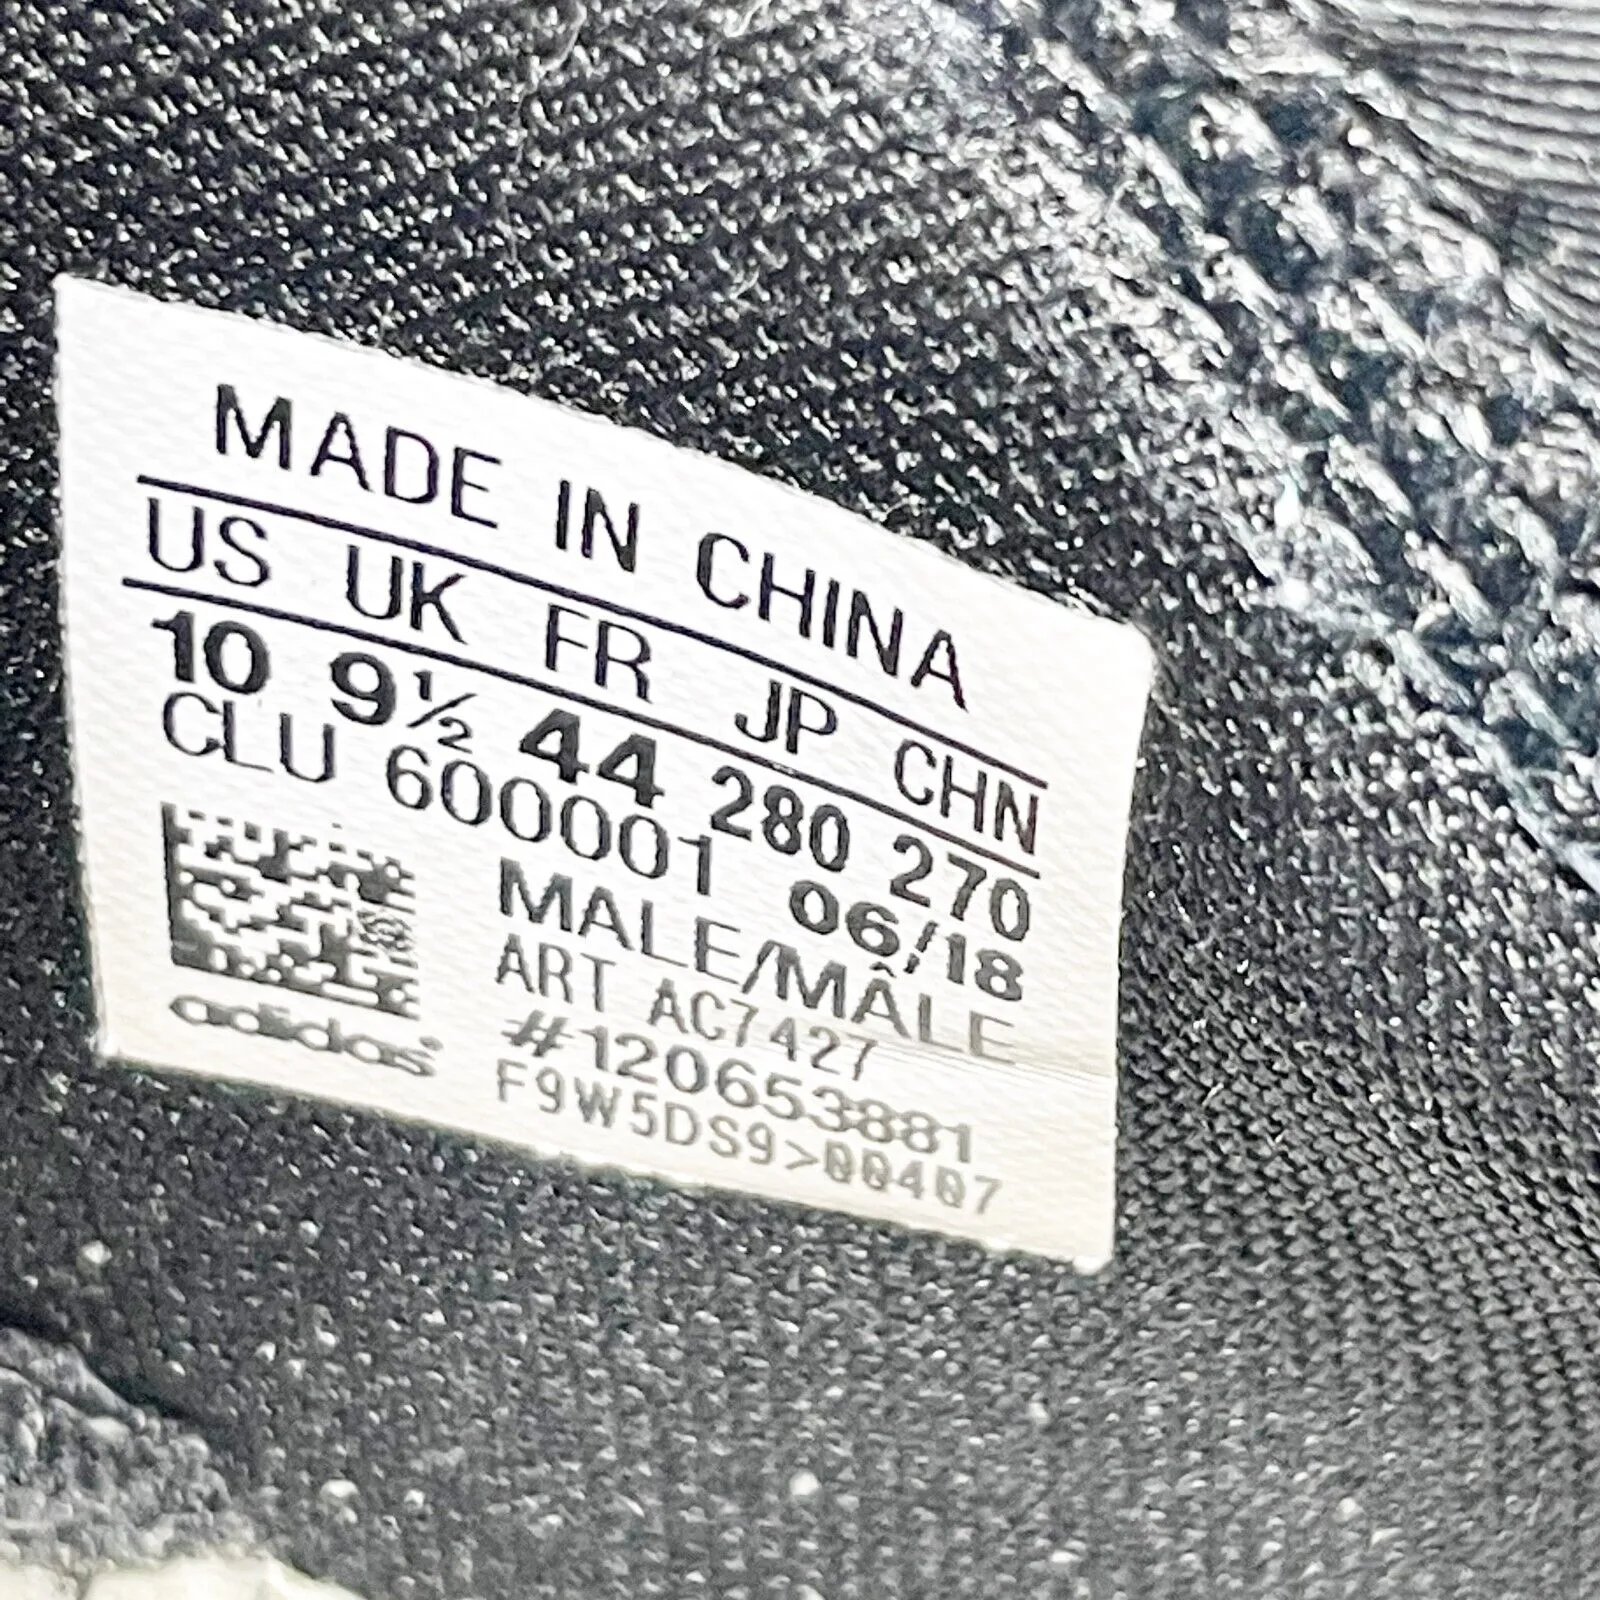 MADE IN CHINA
US UK FR JP CHN
10 9½ 44 280 270
CLU 600001 06/18
MALE/MÂLE
ART AC7427
#120653881
F9W5DS9>00407
adidas